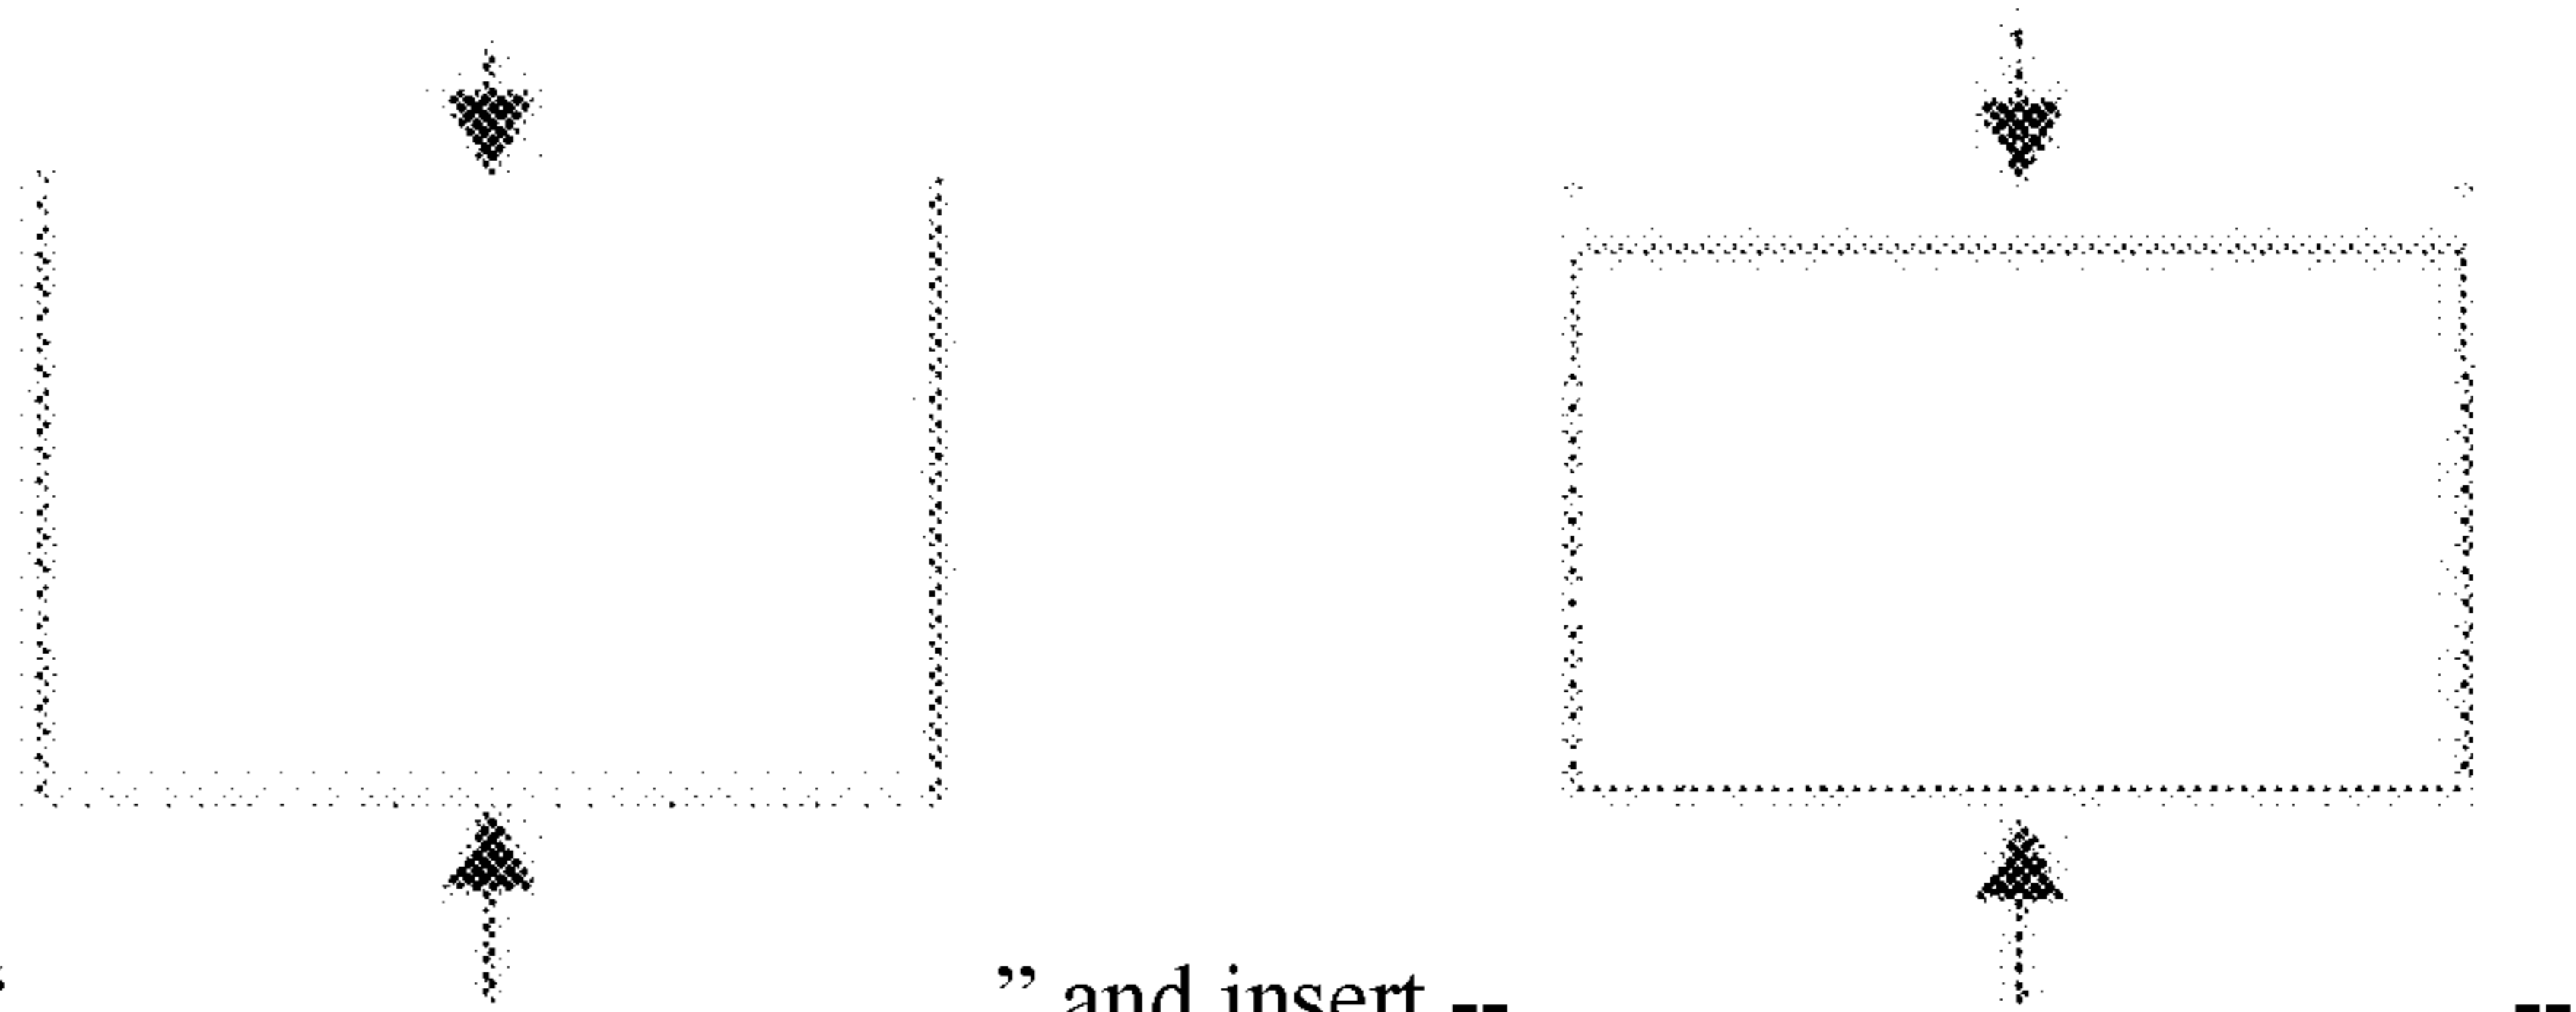 ” and insert -- --